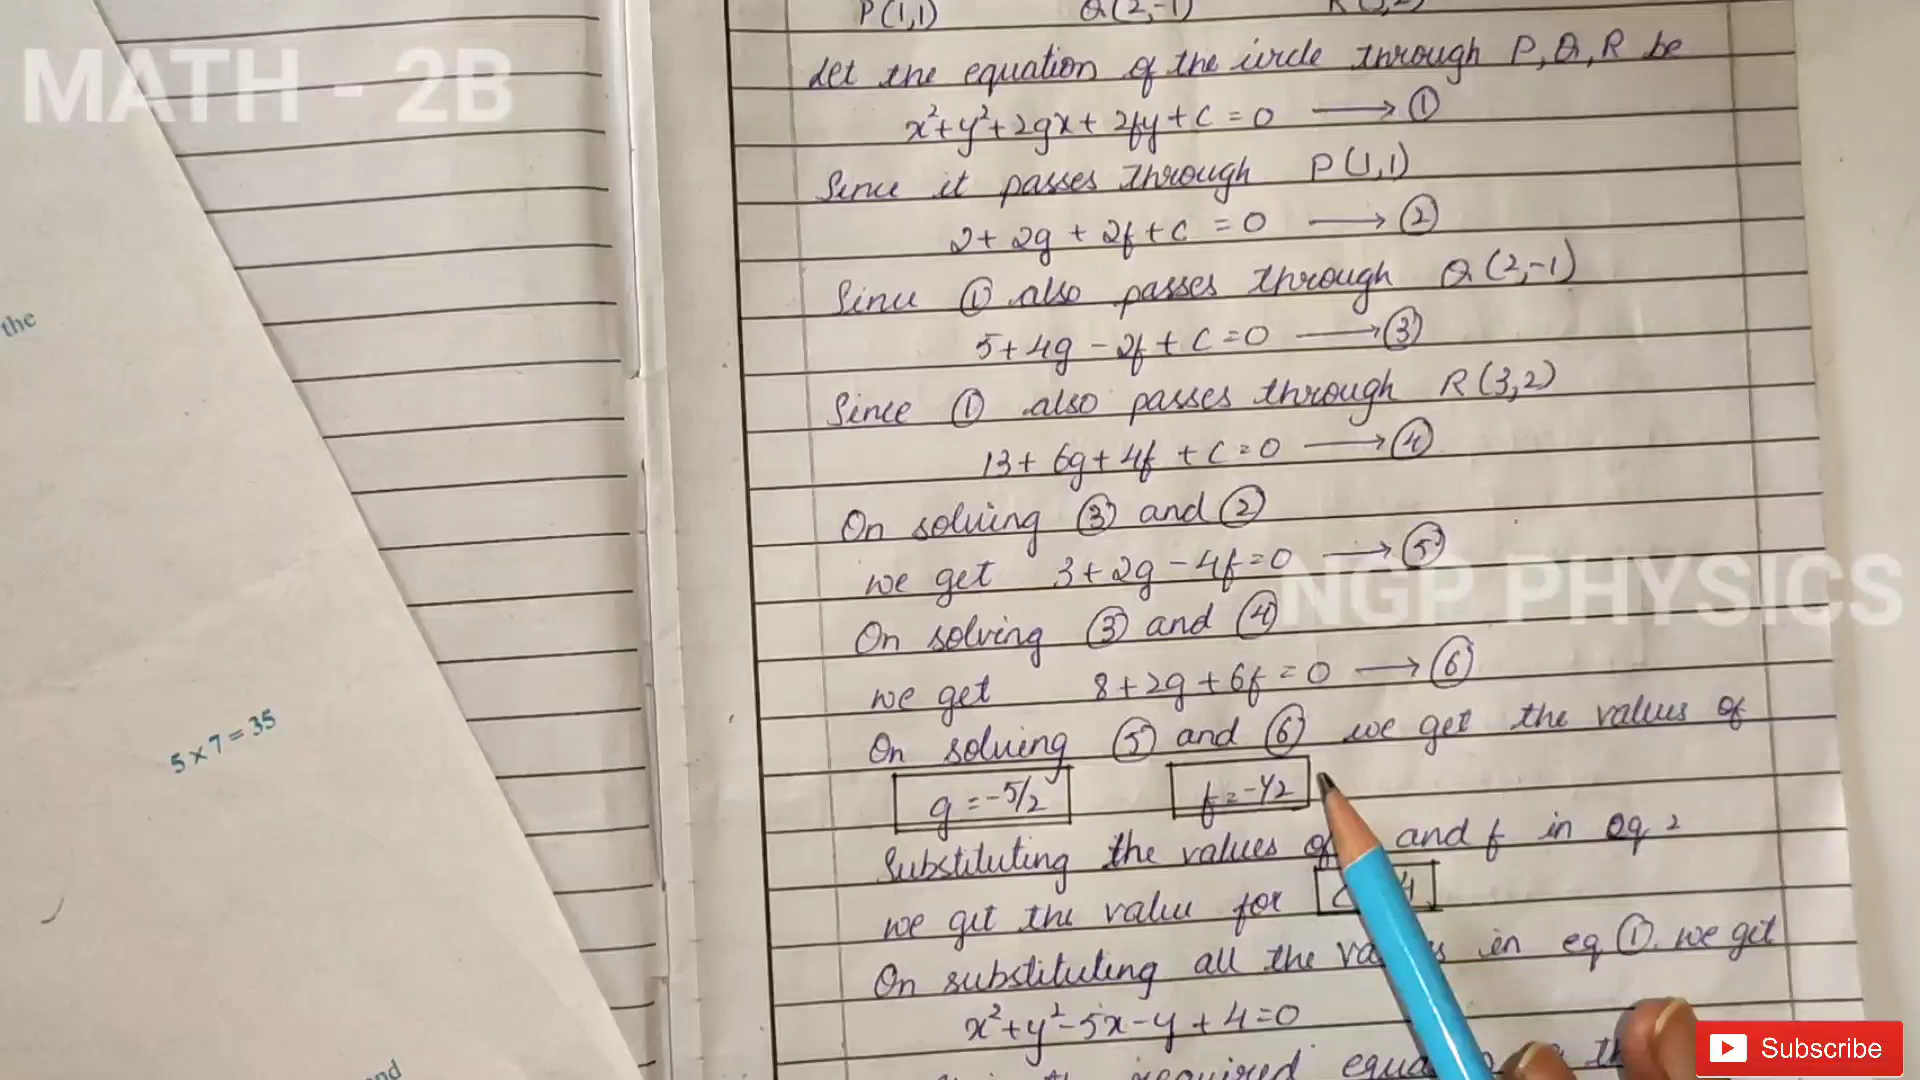 MATH - 2B
P(1,1) Q(2,-1)
Let the equation of the circle through P, Q, R be
x²+y²+2gx+2fy+c=0 → ①
Since it passes through P(1,1)
2+2g+2f+c=0 → ②
Since ① also passes through Q(2,-1)
5+4g-2f+c=0 → ③
Since ① also passes through R(3,2)
13+6g+4f+c=0 → ④
On solving ③ and ②
we get 3+2g-4f=0 → ⑤
NGP PHYSICS
On solving ③ and ④
we get 8+2g+6f=0 → ⑥
On solving ⑤ and ⑥ we get the values of
g=-5/2 f=-1/2
Substituting the values of and f in eq 2
we get the value for
On substituting all the in eq ①. we get
x²+y²-5x-y+4=0
required
the
5×7=35
nd
Subscribe